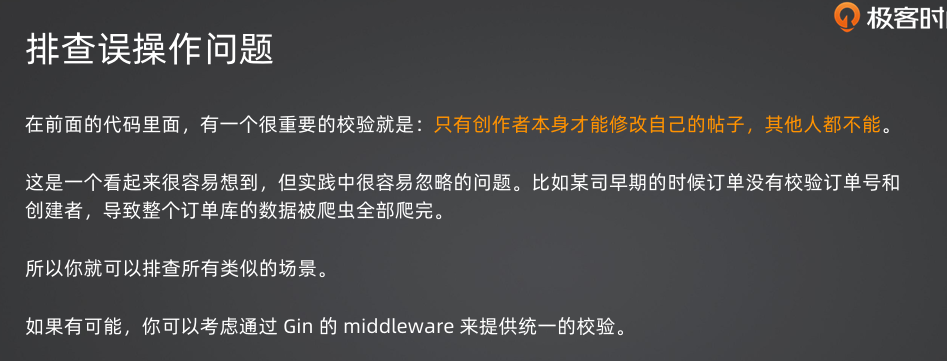 极客时
排查误操作问题
在前面的代码里面，有一个很重要的校验就是：只有创作者本身才能修改自己的帖子，其他人都不能。
这是一个看起来很容易想到，但实践中很容易忽略的问题。比如某司早期的时候订单没有校验订单号和
创建者，导致整个订单库的数据被爬虫全部爬完。
所以你就可以排查所有类似的场景。
如果有可能，你可以考虑通过 Gin 的 middleware 来提供统一的校验。